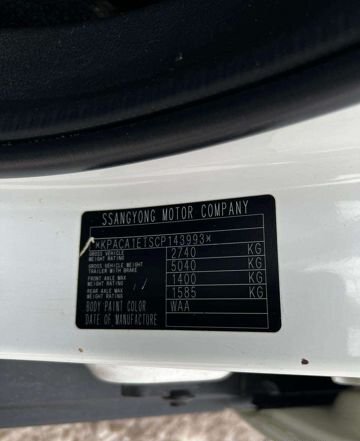 SSANGYONG MOTOR COMPANY
*KPACA1ETSCP143993*
GROSS VEHICLE WEIGHT RATING 2740 KG
GROSS VEHICLE WEIGHT TRAILER WITH BRAKE 5040 KG
FRONT AXLE MAX WEIGHT RATING 1400 KG
REAR AXLE MAX WEIGHT RATING 1585 KG
BODY PAINT COLOR WAA
DATE OF MANUFACTURE